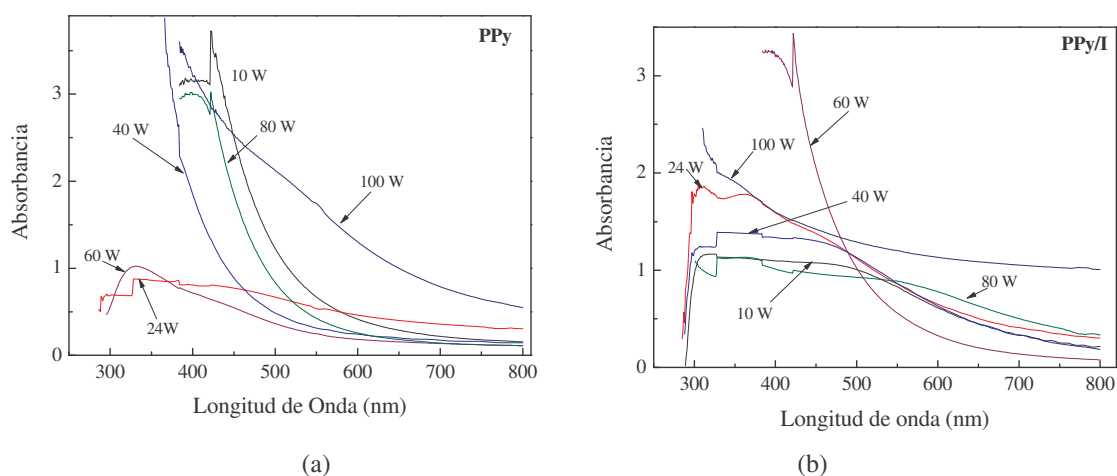 PPy
3
2
1
0
300
400
500
600
700
800
Absorbancia
Longitud de Onda (nm)
10 W
40 W
80 W
100 W
60 W
24W
(a)
PPy/I
3
2
1
0
300
400
500
600
700
800
Absorbancia
Longitud de onda (nm)
60 W
100 W
24 W
40 W
80 W
10 W
(b)